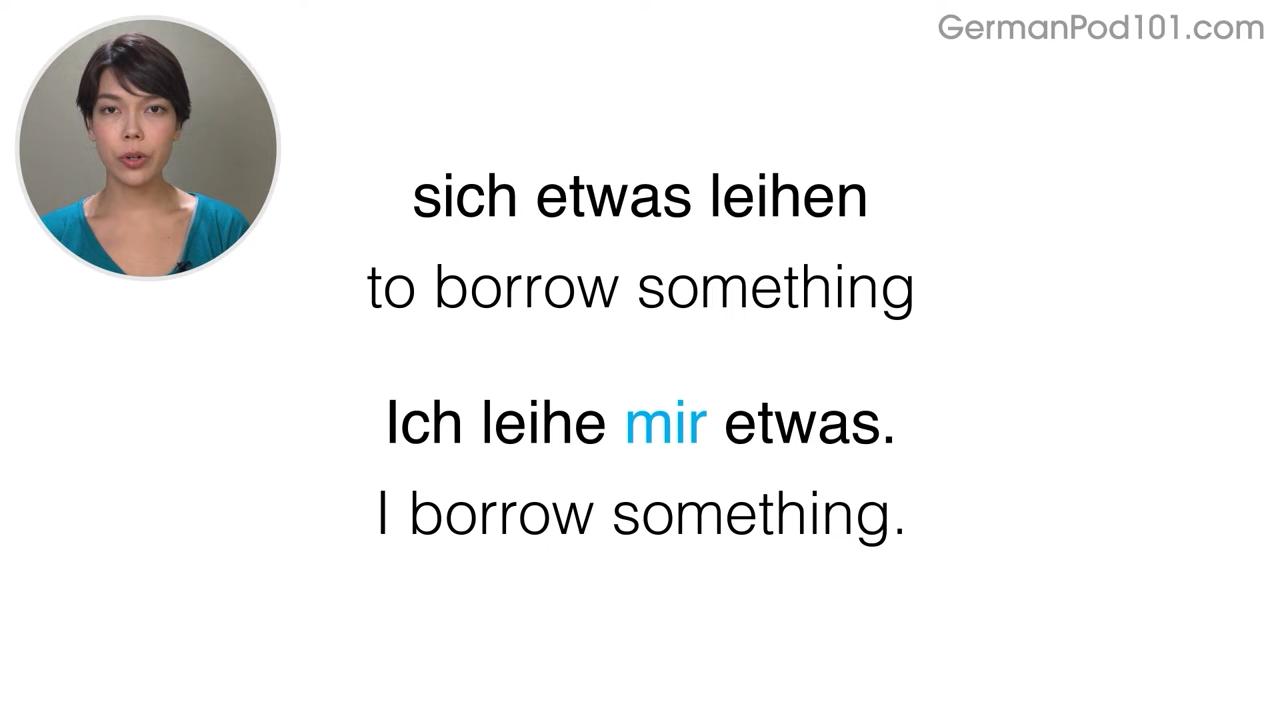 GermanPod101.com
sich etwas leihen
to borrow something
Ich leihe mir etwas.
I borrow something.